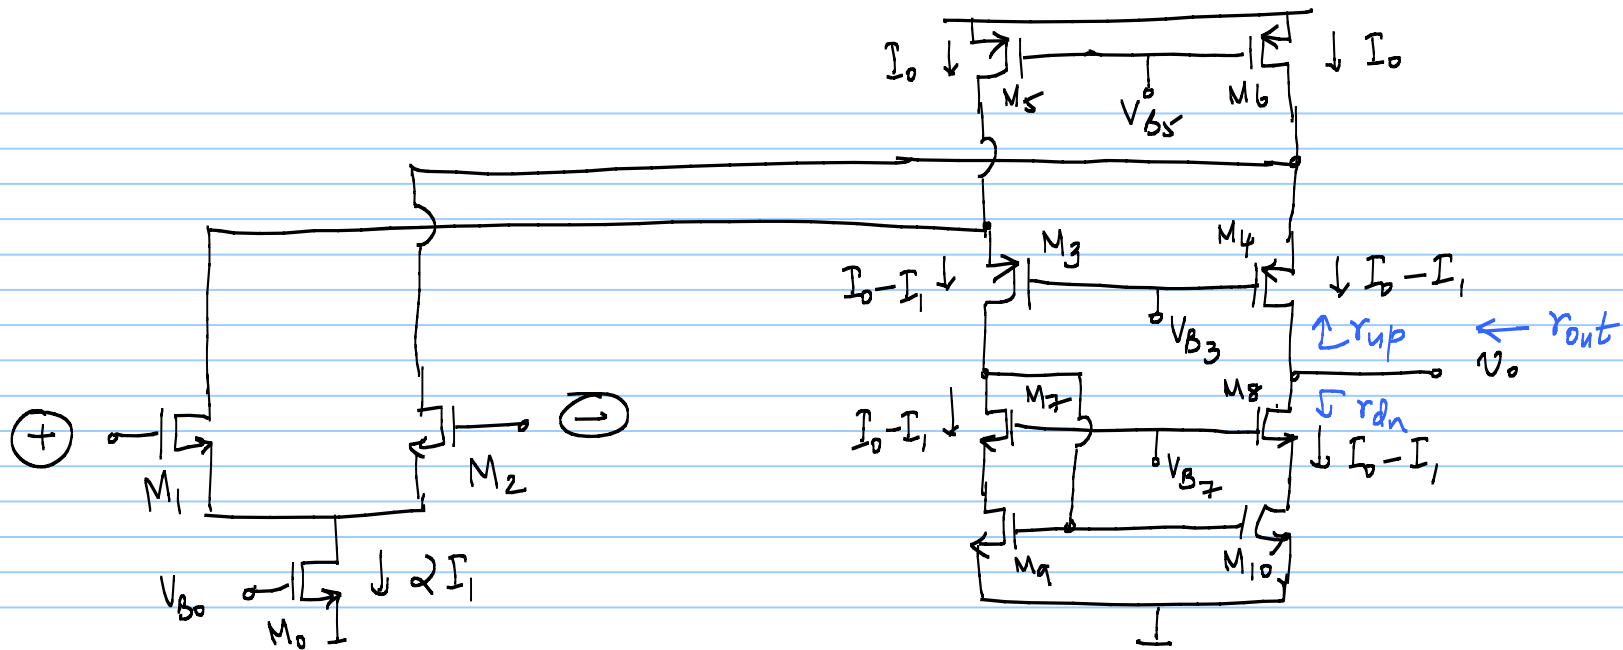 I₀ ↓ ↓ I₀
M₅ V_B5 M₆
M₃ M₄
I₀-I₁ ↓ ↓ I₀-I₁
V_B3 r_up ← r_out
v₀
M₇ M₈
I₀-I₁ ↓ r_dn
+ − V_B7 ↓ I₀-I₁
M₁ M₂
M₉ M₁₀
V_B0 ↓ 2I₁
M₀